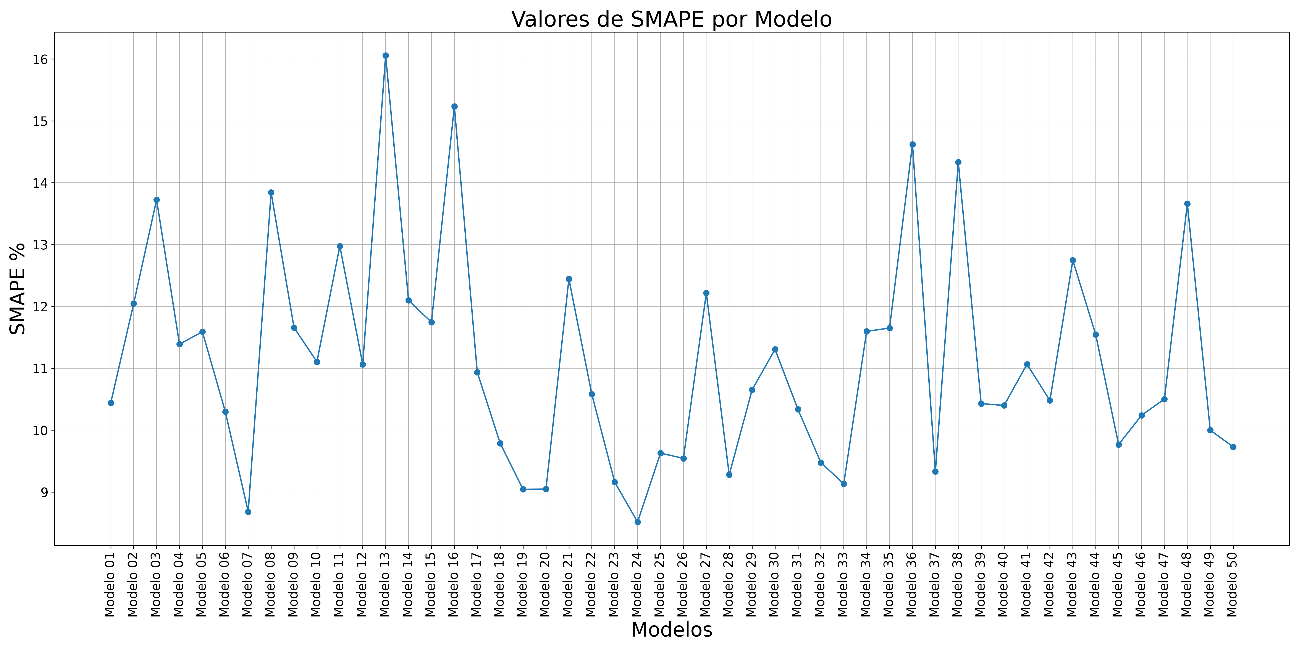 Valores de SMAPE por Modelo
SMAPE %
16
15
14
13
12
11
10
9
Modelo 01
Modelo 02
Modelo 03
Modelo 04
Modelo 05
Modelo 06
Modelo 07
Modelo 08
Modelo 09
Modelo 10
Modelo 11
Modelo 12
Modelo 13
Modelo 14
Modelo 15
Modelo 16
Modelo 17
Modelo 18
Modelo 19
Modelo 20
Modelo 21
Modelo 22
Modelo 23
Modelo 24
Modelo 25
Modelo 26
Modelo 27
Modelo 28
Modelo 29
Modelo 30
Modelo 31
Modelo 32
Modelo 33
Modelo 34
Modelo 35
Modelo 36
Modelo 37
Modelo 38
Modelo 39
Modelo 40
Modelo 41
Modelo 42
Modelo 43
Modelo 44
Modelo 45
Modelo 46
Modelo 47
Modelo 48
Modelo 49
Modelo 50
Modelos